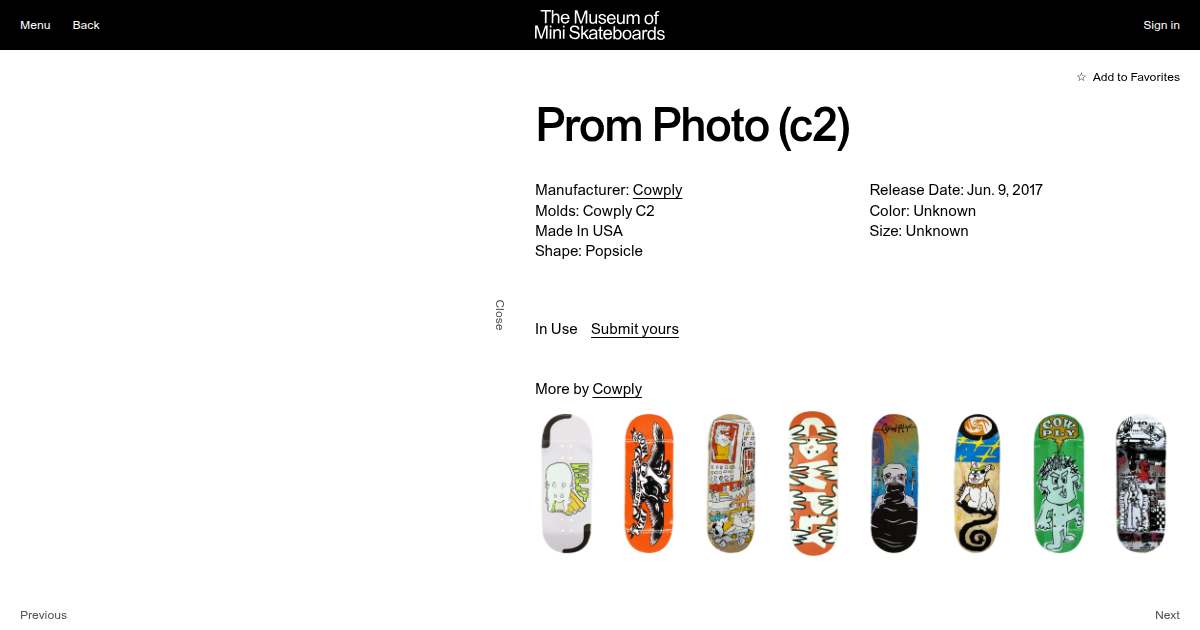 Menu
Back
The Museum of
Mini Skateboards
Sign in
☆ Add to Favorites
Prom Photo (c2)
Manufacturer: Cowply
Molds: Cowply C2
Made In USA
Shape: Popsicle
Release Date: Jun. 9, 2017
Color: Unknown
Size: Unknown
Close
In Use
Submit yours
More by Cowply
COW
PLY
Previous
Next